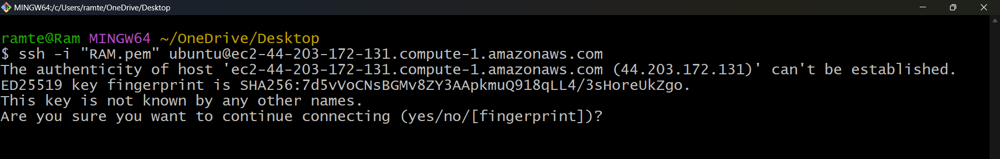 MINGW64:/c/Users/ramte/OneDrive/Desktop
ramte@Ram MINGW64 ~/OneDrive/Desktop
$ ssh -i "RAM.pem" ubuntu@ec2-44-203-172-131.compute-1.amazonaws.com
The authenticity of host 'ec2-44-203-172-131.compute-1.amazonaws.com (44.203.172.131)' can't be established.
ED25519 key fingerprint is SHA256:7d5vVoCNsBGMv8ZY3AApkmuQ918qLL4/3sHoreUkZgo.
This key is not known by any other names.
Are you sure you want to continue connecting (yes/no/[fingerprint])?